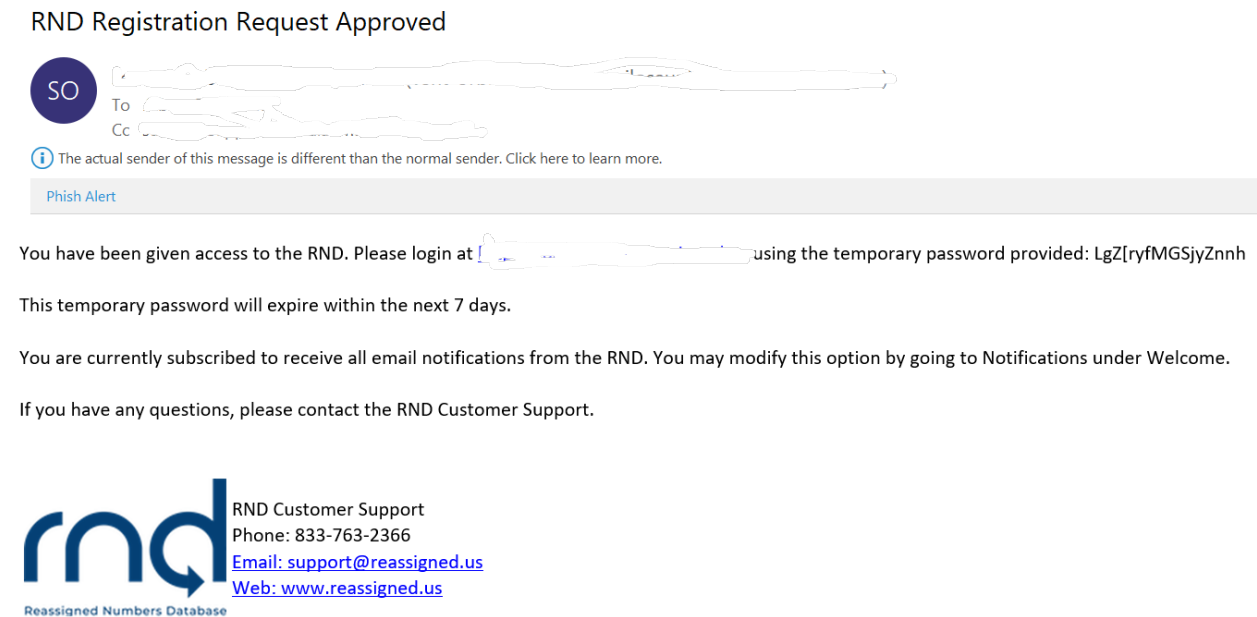 RND Registration Request Approved
SO
To
Cc
The actual sender of this message is different than the normal sender. Click here to learn more.
Phish Alert
You have been given access to the RND. Please login at using the temporary password provided: LgZ[ryfMGSjyZnnh
This temporary password will expire within the next 7 days.
You are currently subscribed to receive all email notifications from the RND. You may modify this option by going to Notifications under Welcome.
If you have any questions, please contact the RND Customer Support.
rnd
Reassigned Numbers Database
RND Customer Support
Phone: 833-763-2366
Email: support@reassigned.us
Web: www.reassigned.us